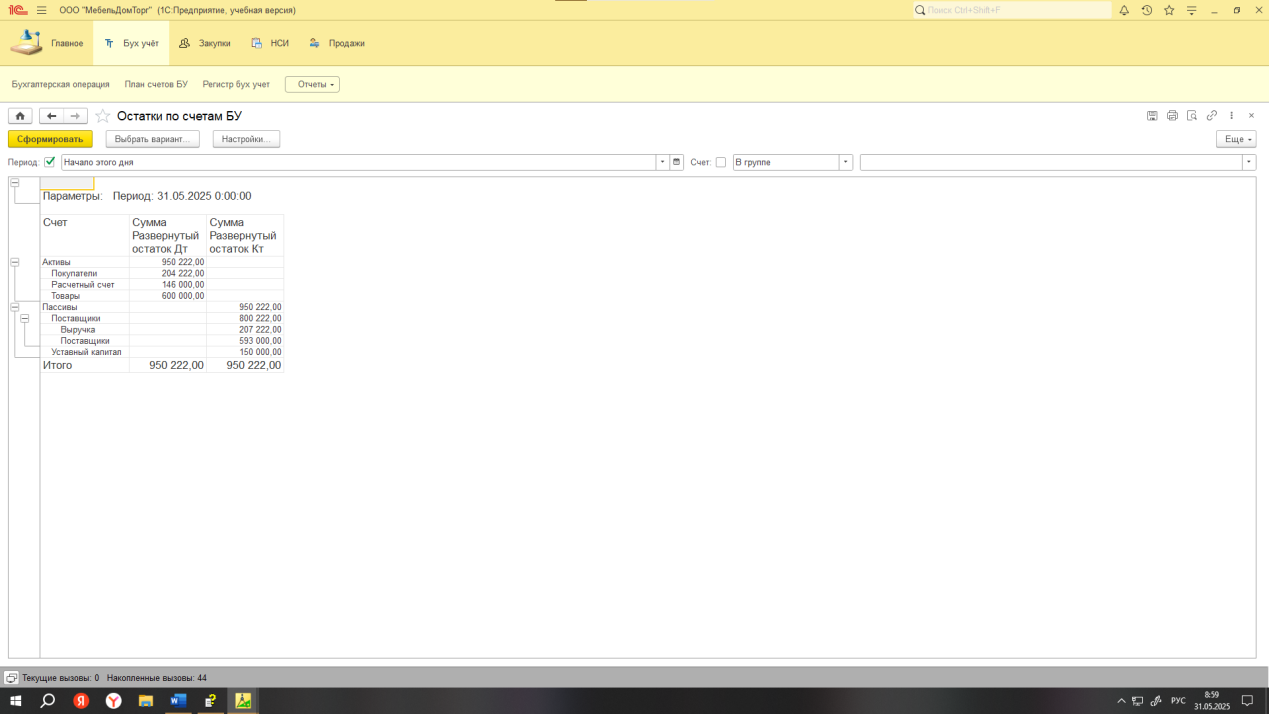 ООО "МебельДомТорг" (1С:Предприятие, учебная версия)
Поиск Ctrl+Shift+F
Главное Тт Бух учёт Закупки НСИ Продажи
Бухгалтерская операция План счетов БУ Регистр бух учет Отчеты
Остатки по счетам БУ
Сформировать Выбрать вариант... Настройки... Еще
Период: Начало этого дня Счет: В группе
Параметры: Период: 31.05.2025 0:00:00
Счет Сумма Сумма
Развернутый Развернутый
остаток Дт остаток Кт
Активы 950 222,00
Покупатели 204 222,00
Расчетный счет 146 000,00
Товары 600 000,00
Пассивы 950 222,00
Поставщики 800 222,00
Выручка 207 222,00
Поставщики 593 000,00
Уставный капитал 150 000,00
Итого 950 222,00 950 222,00
Текущие вызовы: 0 Накопленные вызовы: 44
РУС 8:59
31.05.2025